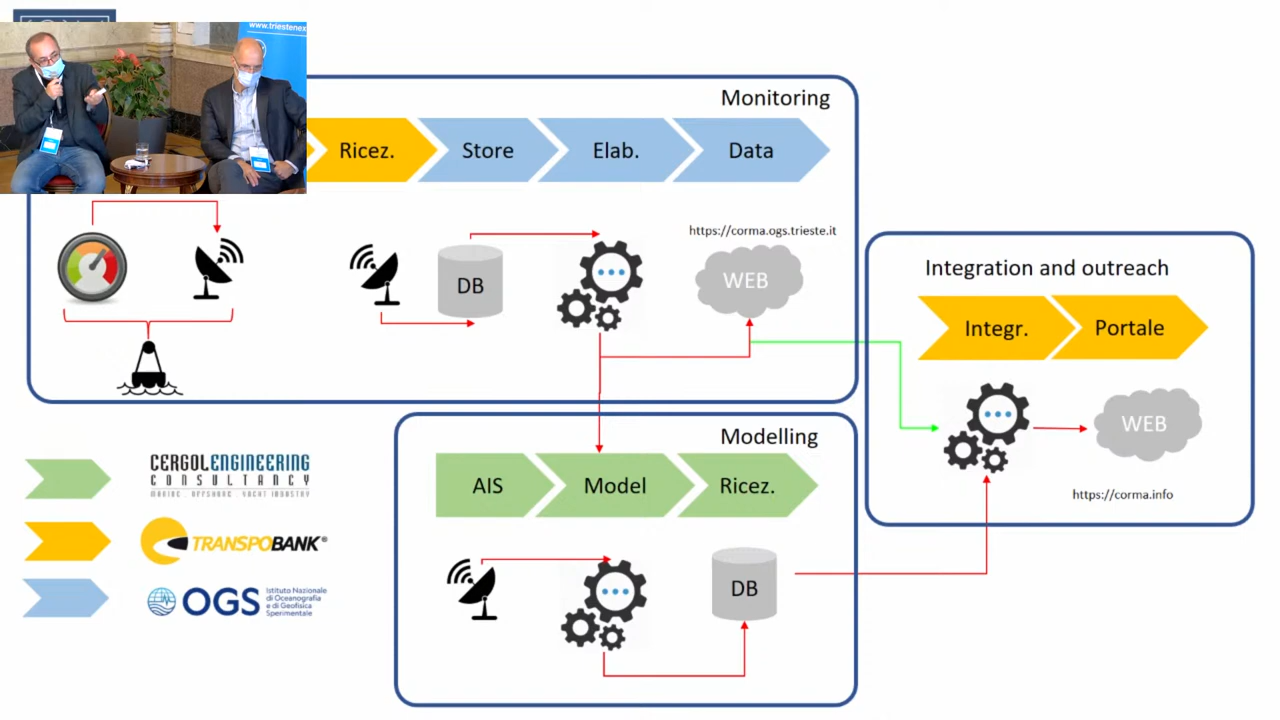 www.triestenex
Monitoring
Ricez.
Store
Elab.
Data
https://corma.ogs.trieste.it
DB
WEB
Integration and outreach
Integr.
Portale
WEB
https://corma.info
Modelling
AIS
Model
Ricez.
DB
CERGOLENGINEERING
CONSULTANCY
MARINE . OFFSHORE . YACHT INDUSTRY
TRANSPOBANK®
OGS
Istituto Nazionale
di Oceanografia
e di Geofisica
Sperimentale